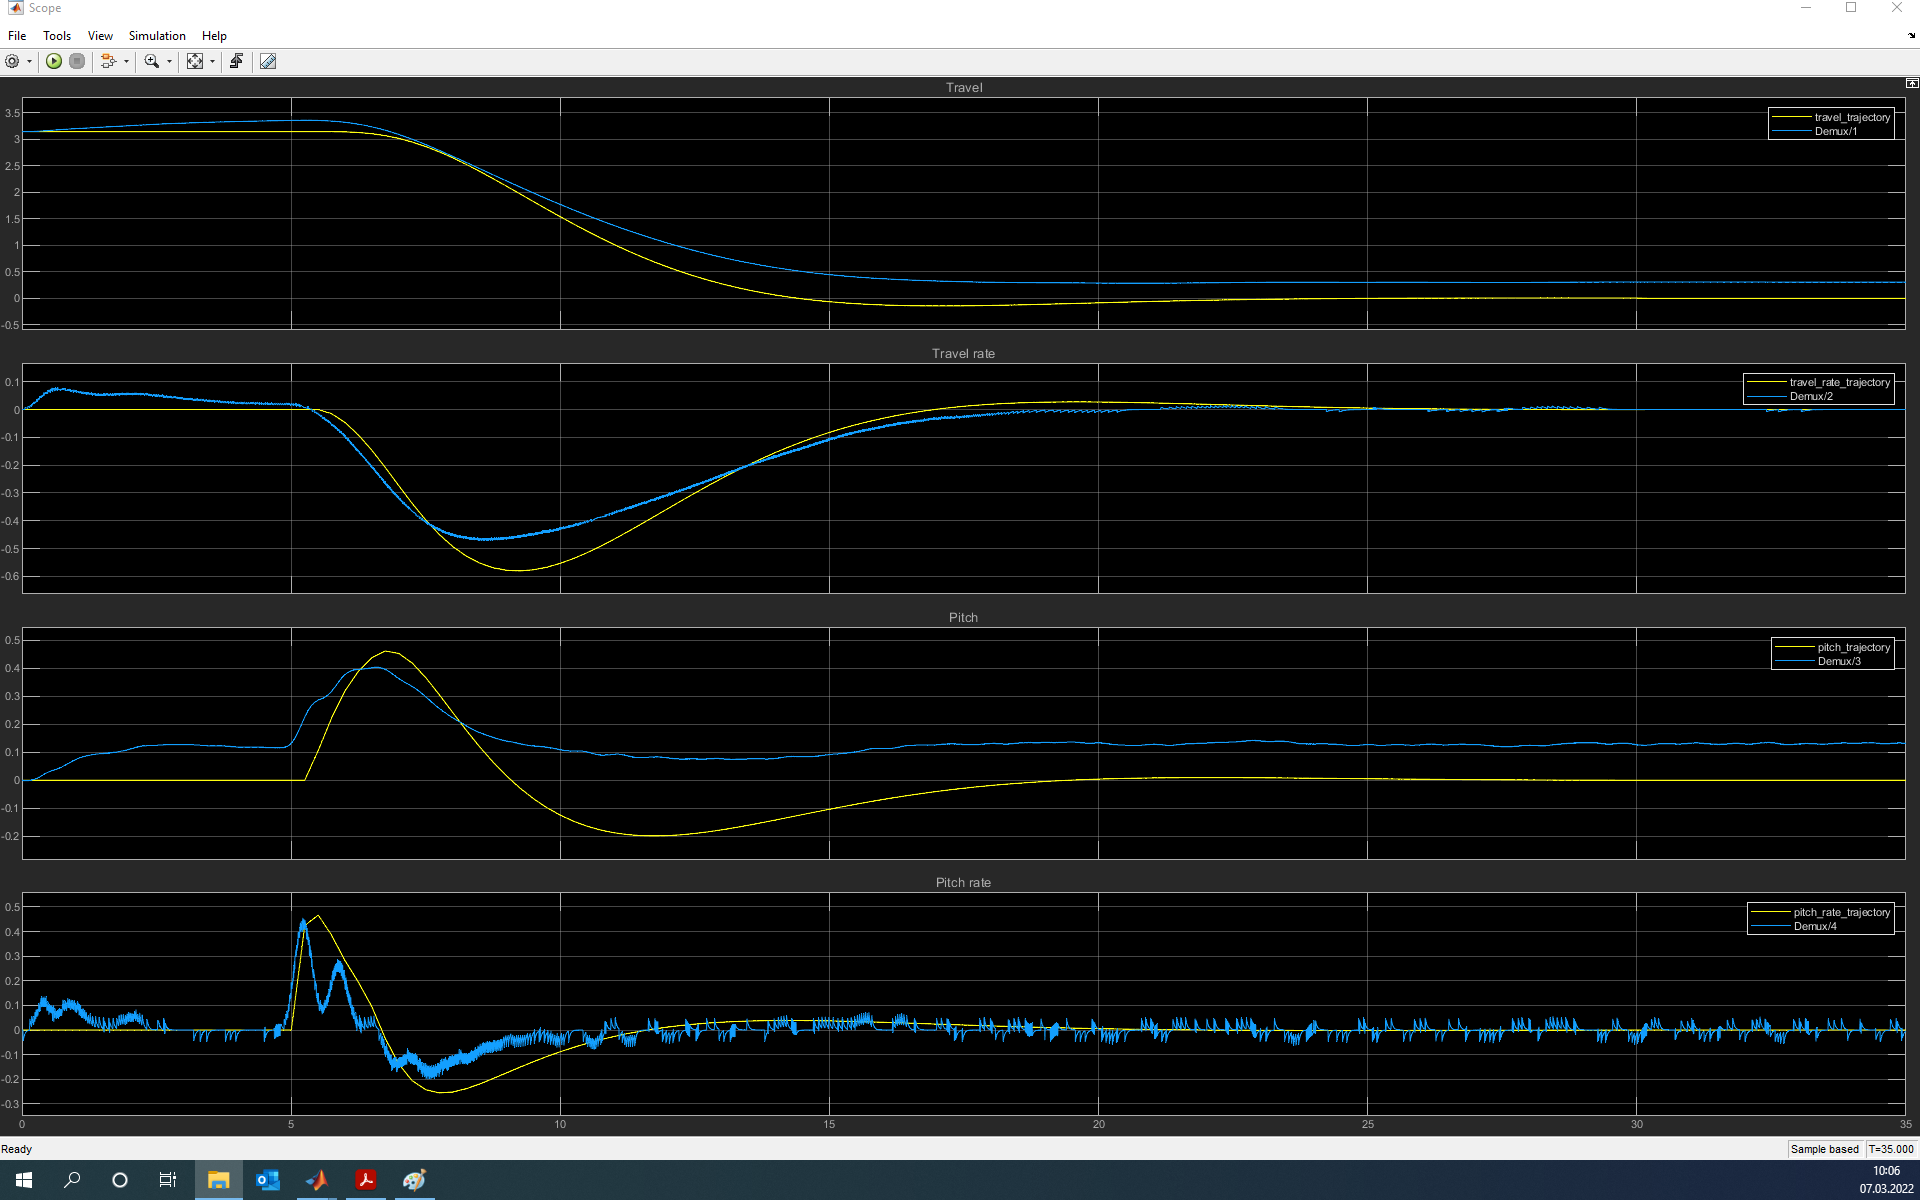 Scope
File Tools View Simulation Help
Travel
3.5
3
2.5
2
1.5
1
0.5
0
-0.5
travel_trajectory
Demux/1
Travel rate
0.1
0
-0.1
-0.2
-0.3
-0.4
-0.5
-0.6
travel_rate_trajectory
Demux/2
Pitch
0.5
0.4
0.3
0.2
0.1
0
-0.1
-0.2
pitch_trajectory
Demux/3
Pitch rate
0.5
0.4
0.3
0.2
0.1
0
-0.1
-0.2
-0.3
pitch_rate_trajectory
Demux/4
0 5 10 15 20 25 30 35
Ready Sample based T=35.000
10:06
07.03.2022